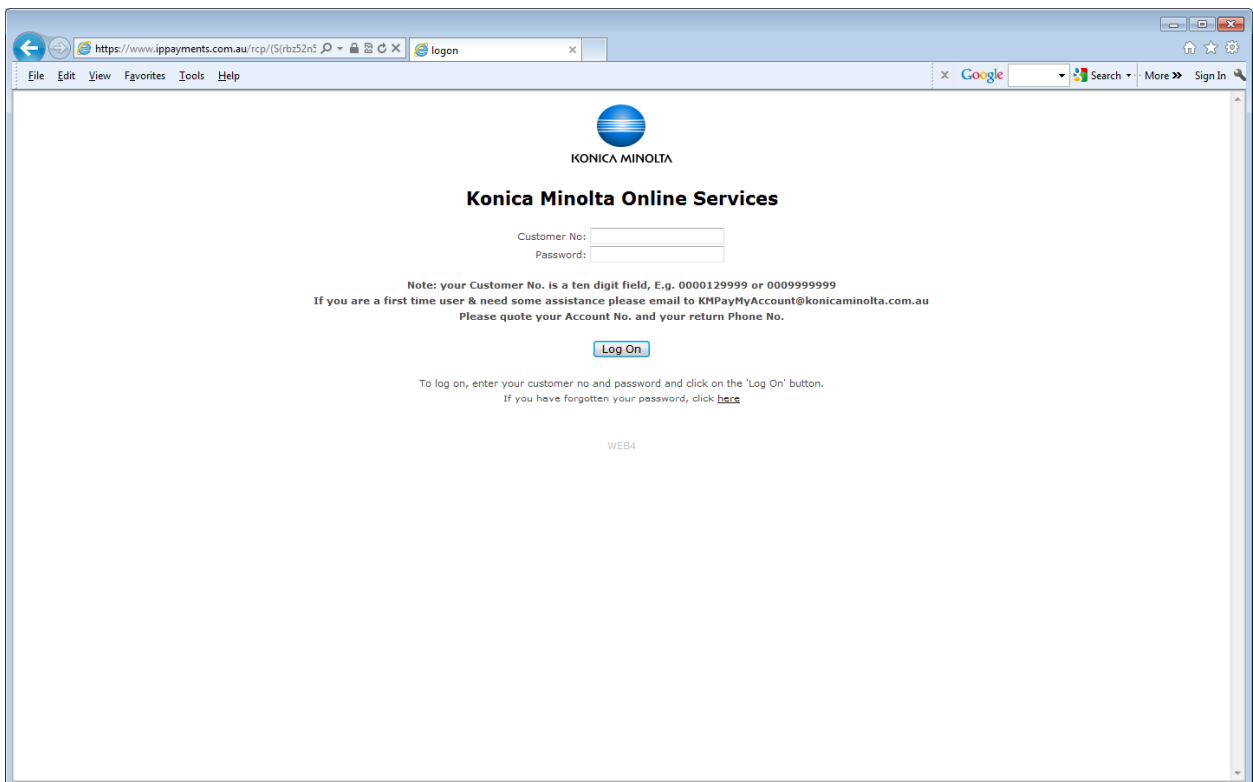 https://www.ippayments.com.au/rcp/(S(rbz52n5
logon
File Edit View Favorites Tools Help
Google
Search
More »
Sign In
KONICA MINOLTA
Konica Minolta Online Services
Customer No:
Password:
Note: your Customer No. is a ten digit field, E.g. 0000129999 or 0009999999
If you are a first time user & need some assistance please email to KMPayMyAccount@konicaminolta.com.au
Please quote your Account No. and your return Phone No.
Log On
To log on, enter your customer no and password and click on the 'Log On' button.
If you have forgotten your password, click here
WEB4